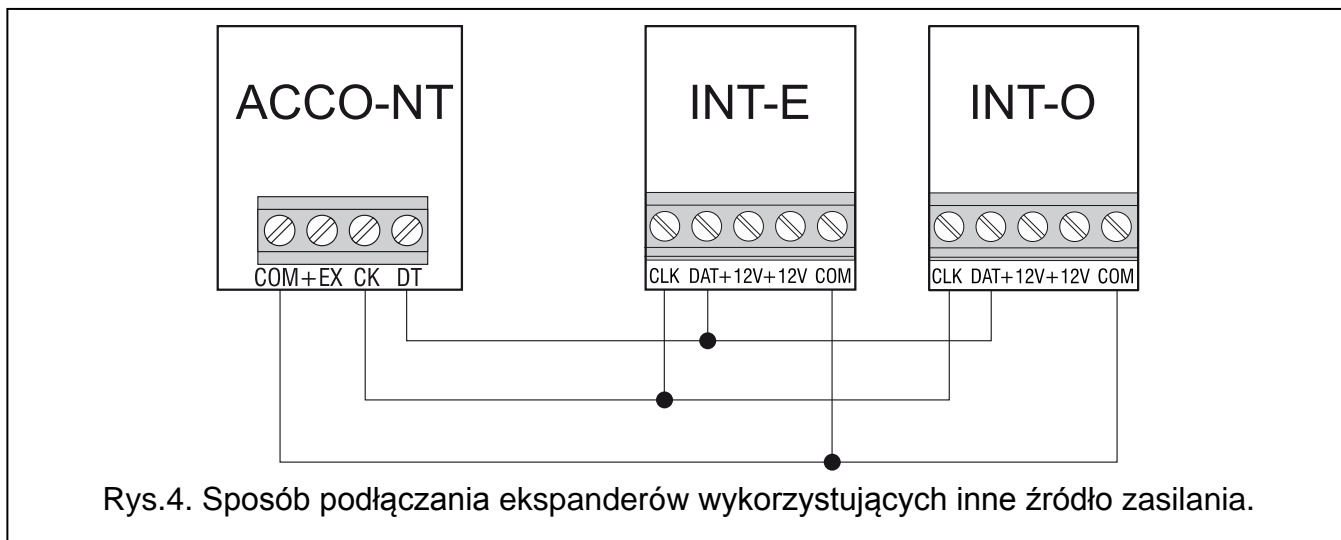 ACCO-NT
INT-E
INT-O
COM+EX CK DT
CLK DAT+12V+12V COM
CLK DAT+12V+12V COM
Rys.4. Sposób podłączania ekspanderów wykorzystujących inne źródło zasilania.